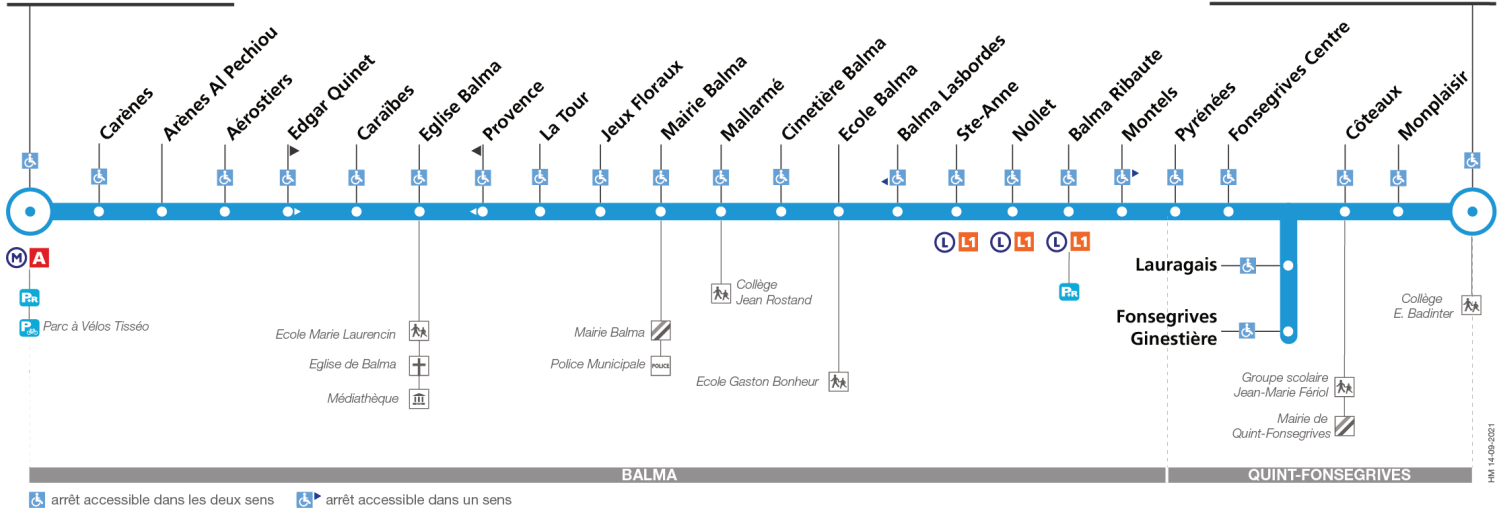 Carènes
Arènes Al Pechiou
Aérostiers
Edgar Quinet
Caraïbes
Eglise Balma
Provence
La Tour
Jeux Floraux
Mairie Balma
Mallarmé
Cimetière Balma
Ecole Balma
Balma Lasbordes
Ste-Anne
Nollet
Balma Ribaute
Montels
Pyrénées
Fonsegrives Centre
Côteaux
Monplaisir
M A
L L1
L L1
L L1
P+R
P+R
P
Parc à Vélos Tisséo
Lauragais
Fonsegrives
Ginestière
Collège
Jean Rostand
Collège
E. Badinter
Ecole Marie Laurencin
Eglise de Balma
Médiathèque
Mairie Balma
Police Municipale
POLICE
Ecole Gaston Bonheur
Groupe scolaire
Jean-Marie Fériol
Mairie de
Quint-Fonsegrives
BALMA
QUINT-FONSEGRIVES
arrêt accessible dans les deux sens
arrêt accessible dans un sens
HM 14-09-2021